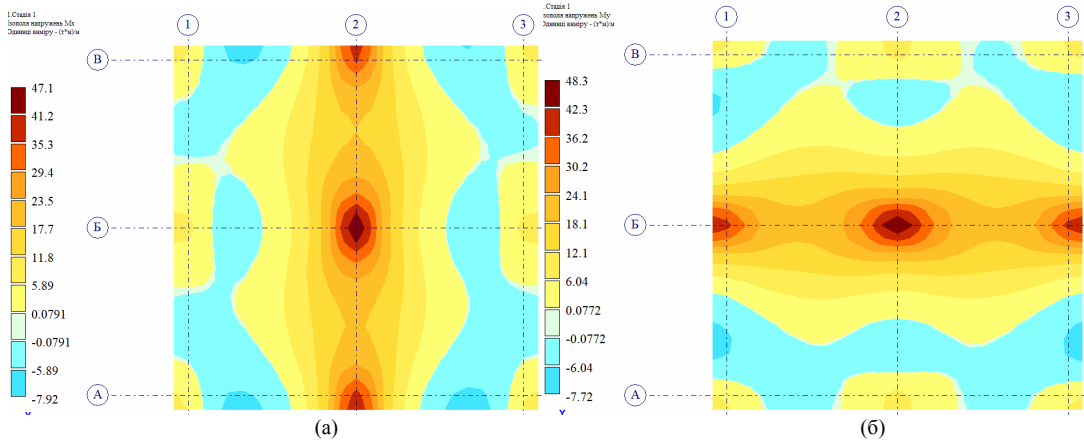 1.Стадія 1
Ізополя напружень Mx
Одиниці виміру - (т*м)/м
47.1
41.2
35.3
29.4
23.5
17.7
11.8
5.89
0.0791
-0.0791
-5.89
-7.92
1
2
3
В
Б
А
(а)
1.Стадія 1
Ізополя напружень My
Одиниці виміру - (т*м)/м
48.3
42.3
36.2
30.2
24.1
18.1
12.1
6.04
0.0772
-0.0772
-6.04
-7.72
1
2
3
В
Б
А
(б)